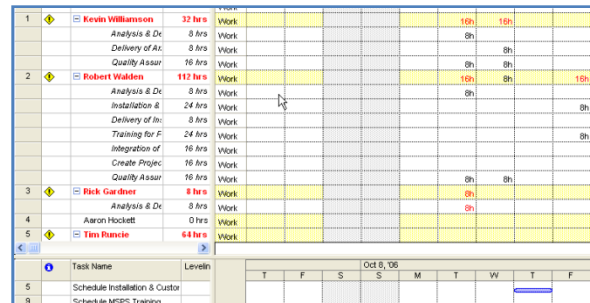 Work
1 Kevin Williamson 32 hrs Work 16h 16h
Analysis & De 8 hrs Work 8h
Delivery of Ar. 8 hrs Work 8h
Quality Assur 16 hrs Work 8h 8h
2 Robert Walden 112 hrs Work 16h 8h 16h
Analysis & De 8 hrs Work 8h
Installation & 24 hrs Work 8h
Delivery of In: 8 hrs Work
Training for F 24 hrs Work 8h
Integration of 16 hrs Work
Create Projec 16 hrs Work
Quality Assur 16 hrs Work 8h 8h
3 Rick Gardner 8 hrs Work 8h
Analysis & De 8 hrs Work 8h
4 Aaron Hockett 0 hrs Work
5 Tim Runcie 64 hrs Work
Oct 8, '06
Task Name Levelin T F S S M T W T F
5 Schedule Installation & Custor
9 Schedule MSPS Training